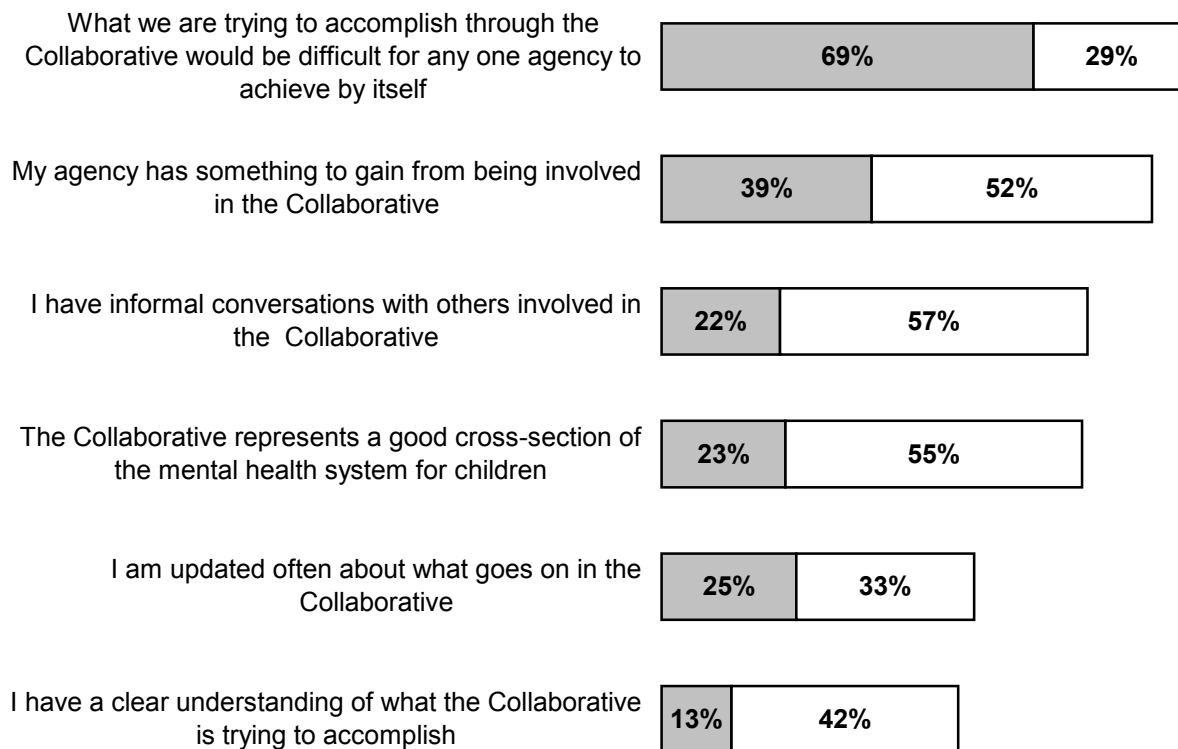 What we are trying to accomplish through the
Collaborative would be difficult for any one agency to
achieve by itself
69% 29%
My agency has something to gain from being involved
in the Collaborative
39% 52%
I have informal conversations with others involved in
the Collaborative
22% 57%
The Collaborative represents a good cross-section of
the mental health system for children
23% 55%
I am updated often about what goes on in the
Collaborative
25% 33%
I have a clear understanding of what the Collaborative
is trying to accomplish
13% 42%